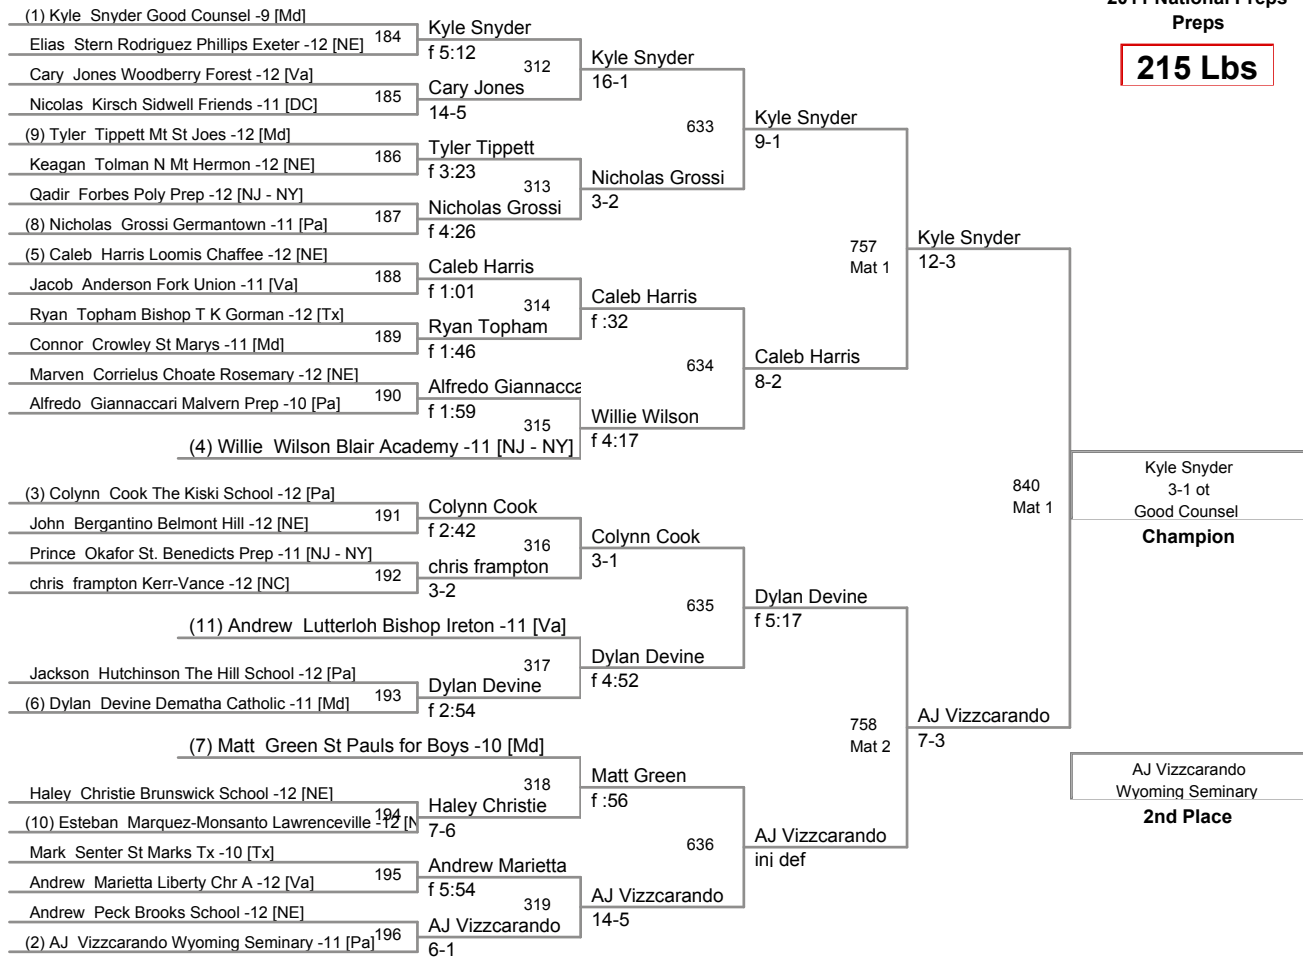 2011 National Preps
Preps
215 Lbs
(1) Kyle Snyder Good Counsel -9 [Md]
Elias Stern Rodriguez Phillips Exeter -12 [NE]
184
Kyle Snyder
f 5:12
Cary Jones Woodberry Forest -12 [Va]
Nicolas Kirsch Sidwell Friends -11 [DC]
185
Cary Jones
14-5
312
Kyle Snyder
16-1
(9) Tyler Tippett Mt St Joes -12 [Md]
Keagan Tolman N Mt Hermon -12 [NE]
186
Tyler Tippett
f 3:23
Qadir Forbes Poly Prep -12 [NJ - NY]
(8) Nicholas Grossi Germantown -11 [Pa]
187
Nicholas Grossi
f 4:26
313
Nicholas Grossi
3-2
633
Kyle Snyder
9-1
(5) Caleb Harris Loomis Chaffee -12 [NE]
Jacob Anderson Fork Union -11 [Va]
188
Caleb Harris
f 1:01
Ryan Topham Bishop T K Gorman -12 [Tx]
Connor Crowley St Marys -11 [Md]
189
Ryan Topham
f 1:46
314
Caleb Harris
f :32
Marven Corrielus Choate Rosemary -12 [NE]
Alfredo Giannaccari Malvern Prep -10 [Pa]
190
Alfredo Giannacca
f 1:59
(4) Willie Wilson Blair Academy -11 [NJ - NY]
315
Willie Wilson
f 4:17
634
Caleb Harris
8-2
757
Mat 1
Kyle Snyder
12-3
(3) Colynn Cook The Kiski School -12 [Pa]
John Bergantino Belmont Hill -12 [NE]
191
Colynn Cook
f 2:42
Prince Okafor St. Benedicts Prep -11 [NJ - NY]
chris frampton Kerr-Vance -12 [NC]
192
chris frampton
3-2
316
Colynn Cook
3-1
(11) Andrew Lutterloh Bishop Ireton -11 [Va]
Jackson Hutchinson The Hill School -12 [Pa]
(6) Dylan Devine Dematha Catholic -11 [Md]
193
Dylan Devine
f 2:54
317
Dylan Devine
f 4:52
635
Dylan Devine
f 5:17
(7) Matt Green St Pauls for Boys -10 [Md]
Haley Christie Brunswick School -12 [NE]
(10) Esteban Marquez-Monsanto Lawrenceville -12 [N
194
Haley Christie
7-6
318
Matt Green
f :56
Mark Senter St Marks Tx -10 [Tx]
Andrew Marietta Liberty Chr A -12 [Va]
195
Andrew Marietta
f 5:54
Andrew Peck Brooks School -12 [NE]
(2) AJ Vizzcarando Wyoming Seminary -11 [Pa]
196
AJ Vizzcarando
6-1
319
AJ Vizzcarando
14-5
636
AJ Vizzcarando
inj def
758
Mat 2
AJ Vizzcarando
7-3
840
Mat 1
Kyle Snyder
3-1 ot
Good Counsel
Champion
AJ Vizzcarando
Wyoming Seminary
2nd Place